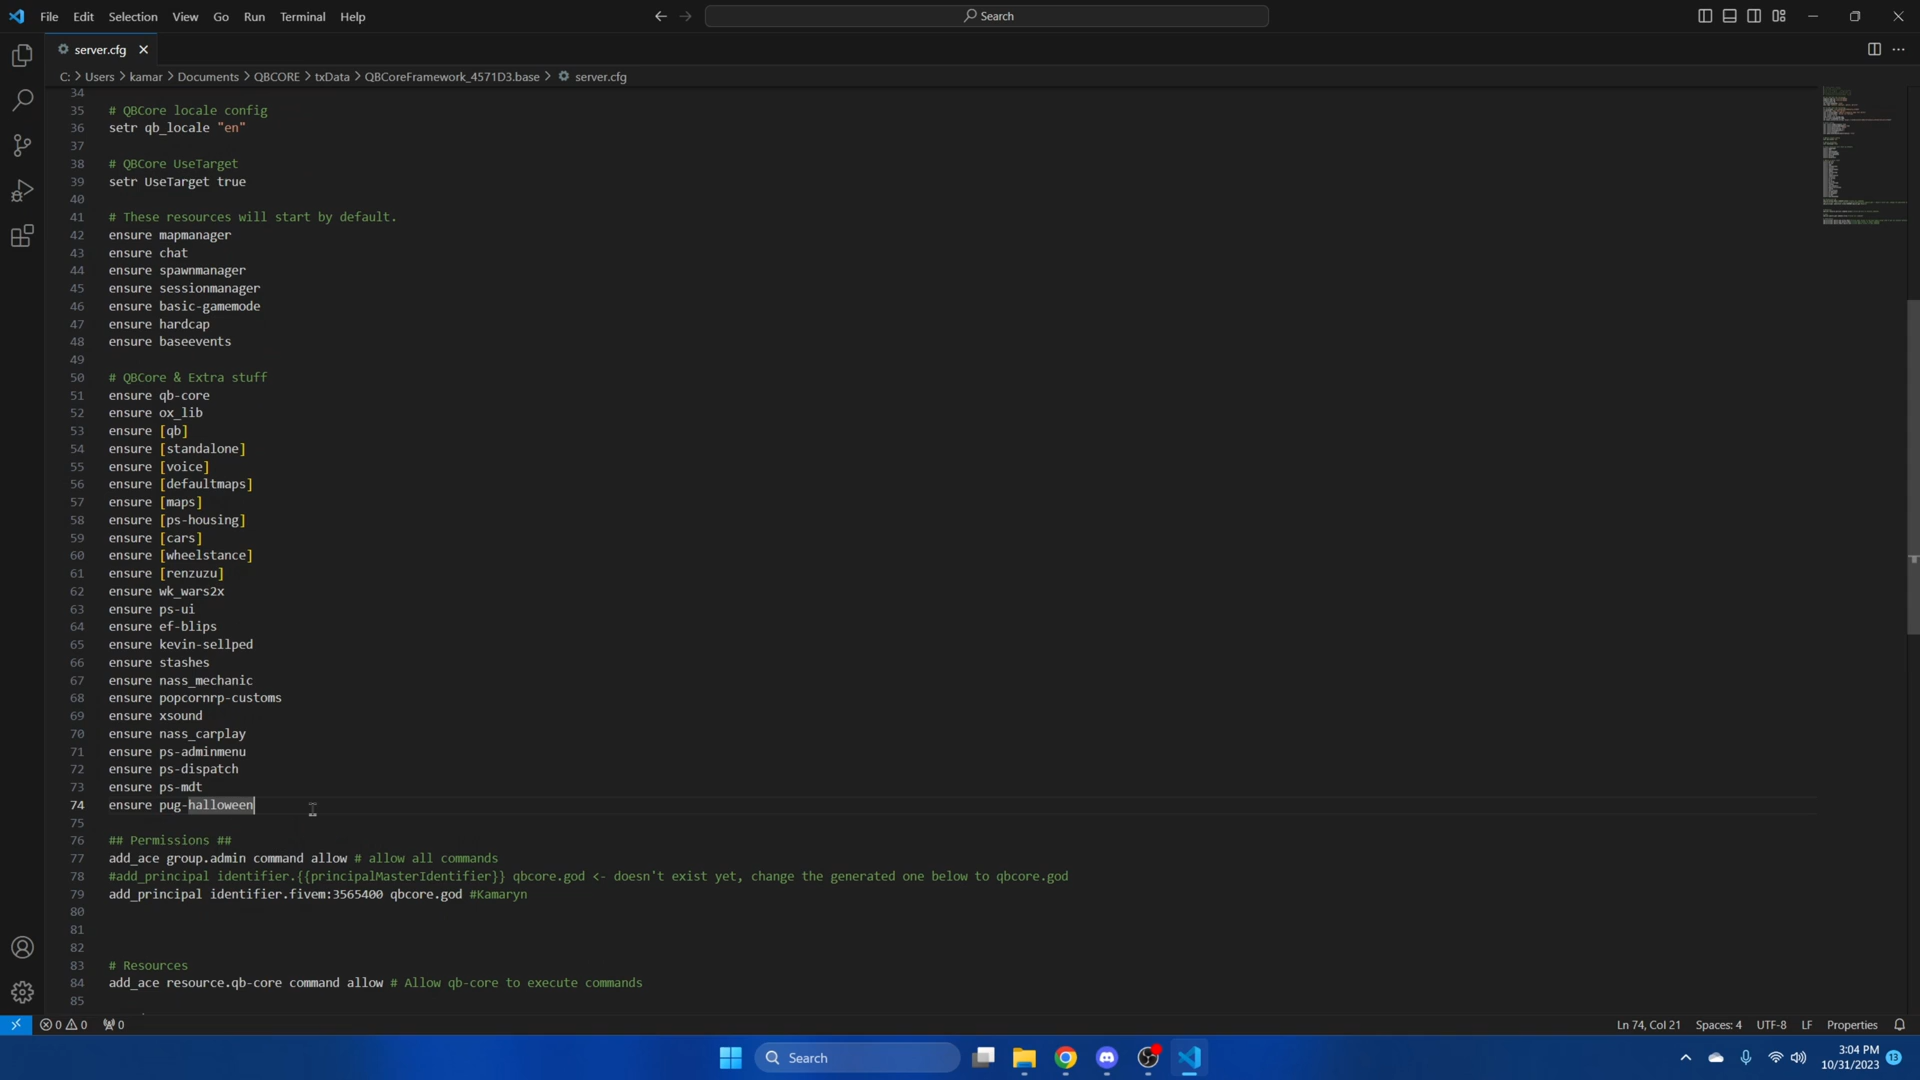 File Edit Selection View Go Run Terminal Help
Search
server.cfg
C: > Users > kamar > Documents > QBCORE > txData > QBCoreFramework_4571D3.base > server.cfg
34
35 # QBCore locale config
36 setr qb_locale "en"
37
38 # QBCore UseTarget
39 setr UseTarget true
40
41 # These resources will start by default.
42 ensure mapmanager
43 ensure chat
44 ensure spawnmanager
45 ensure sessionmanager
46 ensure basic-gamemode
47 ensure hardcap
48 ensure baseevents
49
50 # QBCore & Extra stuff
51 ensure qb-core
52 ensure ox_lib
53 ensure [qb]
54 ensure [standalone]
55 ensure [voice]
56 ensure [defaultmaps]
57 ensure [maps]
58 ensure [ps-housing]
59 ensure [cars]
60 ensure [wheelstance]
61 ensure [renzuzu]
62 ensure wk_wars2x
63 ensure ps-ui
64 ensure ef-blips
65 ensure kevin-sellped
66 ensure stashes
67 ensure nass_mechanic
68 ensure popcornrp-customs
69 ensure xsound
70 ensure nass_carplay
71 ensure ps-adminmenu
72 ensure ps-dispatch
73 ensure ps-mdt
74 ensure pug-halloween
75
76 ## Permissions ##
77 add_ace group.admin command allow # allow all commands
78 #add_principal identifier.{{principalMasterIdentifier}} qbcore.god <- doesn't exist yet, change the generated one below to qbcore.god
79 add_principal identifier.fivem:3565400 qbcore.god #Kamaryn
80
81
82
83 # Resources
84 add_ace resource.qb-core command allow # Allow qb-core to execute commands
85
0 0 0 Ln 74, Col 21 Spaces: 4 UTF-8 LF Properties
Search
3:04 PM
10/31/2023
13